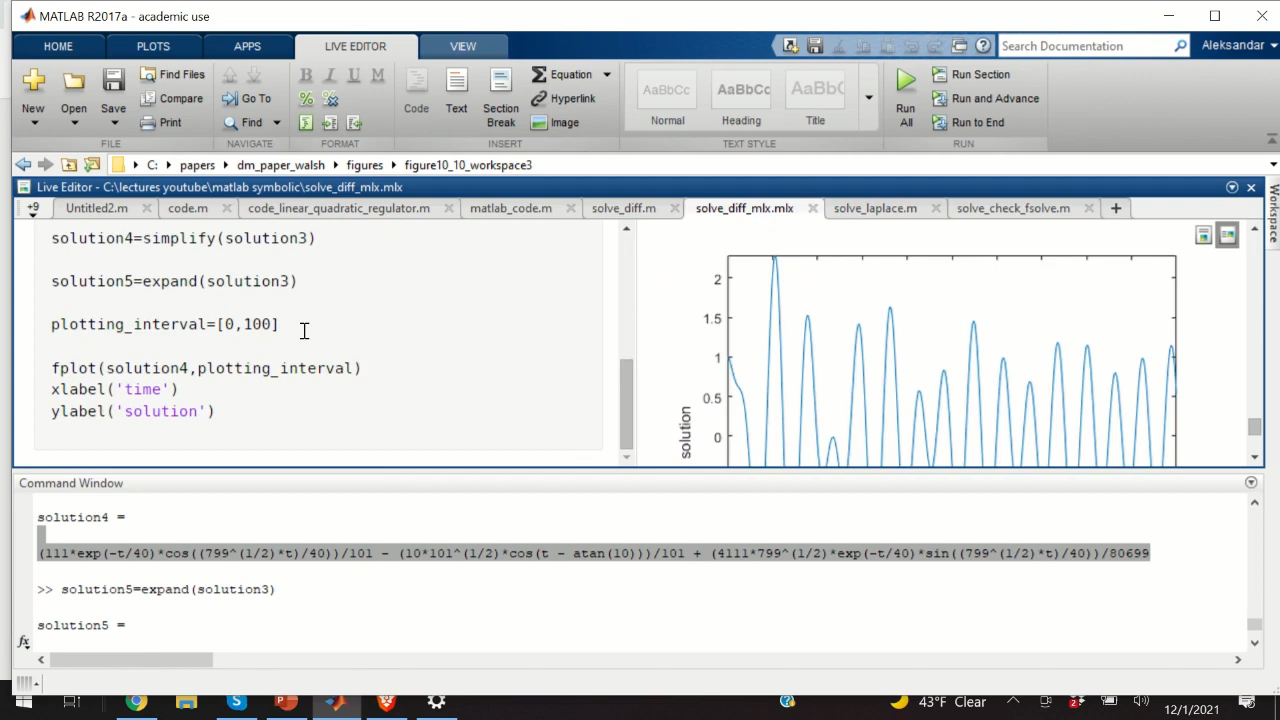 MATLAB R2017a - academic use
HOME PLOTS APPS LIVE EDITOR VIEW Search Documentation Aleksandar
New Open Save Find Files Compare Print Go To Find B I U M Code Text Section Break Equation Hyperlink Image AaBbCc Normal AaBbCc Heading AaBbC Title Run All Run Section Run and Advance Run to End
FILE NAVIGATE FORMAT INSERT TEXT STYLE RUN
C: papers dm_paper_walsh figures figure10_10_workspace3
Live Editor - C:\lectures youtube\matlab symbolic\solve_diff_mlx.mlx
Workspace
+9 Untitled2.m code.m code_linear_quadratic_regulator.m matlab_code.m solve_diff.m solve_diff_mlx.mlx solve_laplace.m solve_check_fsolve.m
solution4=simplify(solution3)
solution5=expand(solution3)
plotting_interval=[0,100]
fplot(solution4,plotting_interval)
xlabel('time')
ylabel('solution')
2
1.5
1
0.5
0
solution
Command Window
solution4 =
(111*exp(-t/40)*cos((799^(1/2)*t)/40))/101 - (10*101^(1/2)*cos(t - atan(10)))/101 + (4111*799^(1/2)*exp(-t/40)*sin((799^(1/2)*t)/40))/80699
>> solution5=expand(solution3)
solution5 =
fx
43°F Clear
12/1/2021